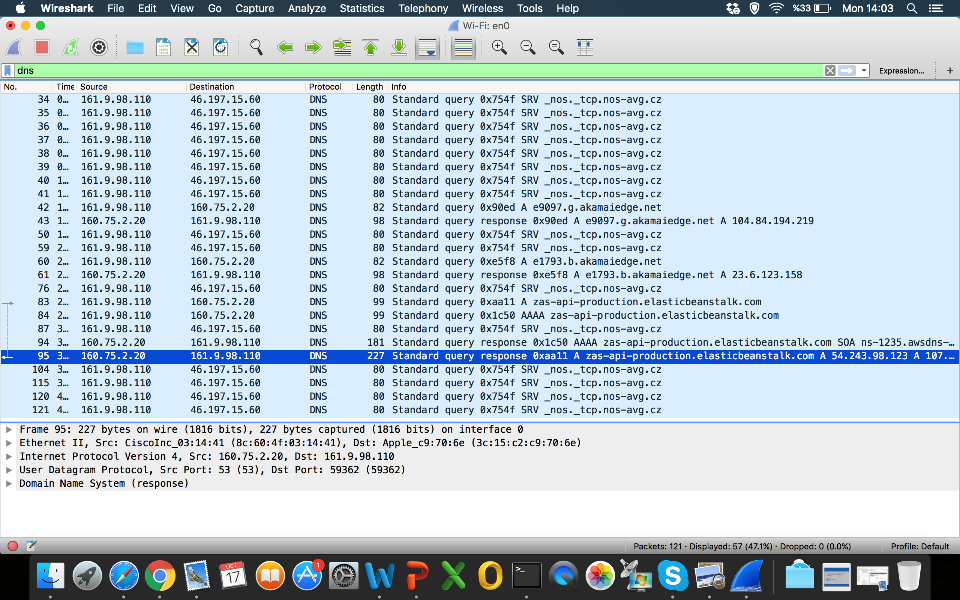 Wireshark File Edit View Go Capture Analyze Statistics Telephony Wireless Tools Help %33 Mon 14:03
Wi-Fi: en0
dns Expression... +
No. Time Source Destination Protocol Length Info
34 0... 161.9.98.110 46.197.15.60 DNS 80 Standard query 0x754f SRV _nos._tcp.nos-avg.cz
35 0... 161.9.98.110 46.197.15.60 DNS 80 Standard query 0x754f SRV _nos._tcp.nos-avg.cz
36 0... 161.9.98.110 46.197.15.60 DNS 80 Standard query 0x754f SRV _nos._tcp.nos-avg.cz
37 0... 161.9.98.110 46.197.15.60 DNS 80 Standard query 0x754f SRV _nos._tcp.nos-avg.cz
38 0... 161.9.98.110 46.197.15.60 DNS 80 Standard query 0x754f SRV _nos._tcp.nos-avg.cz
39 0... 161.9.98.110 46.197.15.60 DNS 80 Standard query 0x754f SRV _nos._tcp.nos-avg.cz
40 1... 161.9.98.110 46.197.15.60 DNS 80 Standard query 0x754f SRV _nos._tcp.nos-avg.cz
41 1... 161.9.98.110 46.197.15.60 DNS 80 Standard query 0x754f SRV _nos._tcp.nos-avg.cz
42 1... 161.9.98.110 160.75.2.20 DNS 82 Standard query 0x90ed A e9097.g.akamaiedge.net
43 1... 160.75.2.20 161.9.98.110 DNS 98 Standard query response 0x90ed A e9097.g.akamaiedge.net A 104.84.194.219
50 1... 161.9.98.110 46.197.15.60 DNS 80 Standard query 0x754f SRV _nos._tcp.nos-avg.cz
59 2... 161.9.98.110 46.197.15.60 DNS 80 Standard query 0x754f SRV _nos._tcp.nos-avg.cz
60 2... 161.9.98.110 160.75.2.20 DNS 82 Standard query 0xe5f8 A e1793.b.akamaiedge.net
61 2... 160.75.2.20 161.9.98.110 DNS 98 Standard query response 0xe5f8 A e1793.b.akamaiedge.net A 23.6.123.158
76 2... 161.9.98.110 46.197.15.60 DNS 80 Standard query 0x754f SRV _nos._tcp.nos-avg.cz
83 2... 161.9.98.110 160.75.2.20 DNS 99 Standard query 0xaa11 A zas-api-production.elasticbeanstalk.com
84 2... 161.9.98.110 160.75.2.20 DNS 99 Standard query 0x1c50 AAAA zas-api-production.elasticbeanstalk.com
87 3... 161.9.98.110 46.197.15.60 DNS 80 Standard query 0x754f SRV _nos._tcp.nos-avg.cz
94 3... 160.75.2.20 161.9.98.110 DNS 181 Standard query response 0x1c50 AAAA zas-api-production.elasticbeanstalk.com SOA ns-1235.awsdns-...
95 3... 160.75.2.20 161.9.98.110 DNS 227 Standard query response 0xaa11 A zas-api-production.elasticbeanstalk.com A 54.243.98.123 A 107....
104 3... 161.9.98.110 46.197.15.60 DNS 80 Standard query 0x754f SRV _nos._tcp.nos-avg.cz
115 3... 161.9.98.110 46.197.15.60 DNS 80 Standard query 0x754f SRV _nos._tcp.nos-avg.cz
120 4... 161.9.98.110 46.197.15.60 DNS 80 Standard query 0x754f SRV _nos._tcp.nos-avg.cz
121 4... 161.9.98.110 46.197.15.60 DNS 80 Standard query 0x754f SRV _nos._tcp.nos-avg.cz
Frame 95: 227 bytes on wire (1816 bits), 227 bytes captured (1816 bits) on interface 0
Ethernet II, Src: CiscoInc_03:14:41 (8c:60:4f:03:14:41), Dst: Apple_c9:70:6e (3c:15:c2:c9:70:6e)
Internet Protocol Version 4, Src: 160.75.2.20, Dst: 161.9.98.110
User Datagram Protocol, Src Port: 53 (53), Dst Port: 59362 (59362)
Domain Name System (response)
Packets: 121 · Displayed: 57 (47.1%) · Dropped: 0 (0.0%) Profile: Default
OCT 17 1